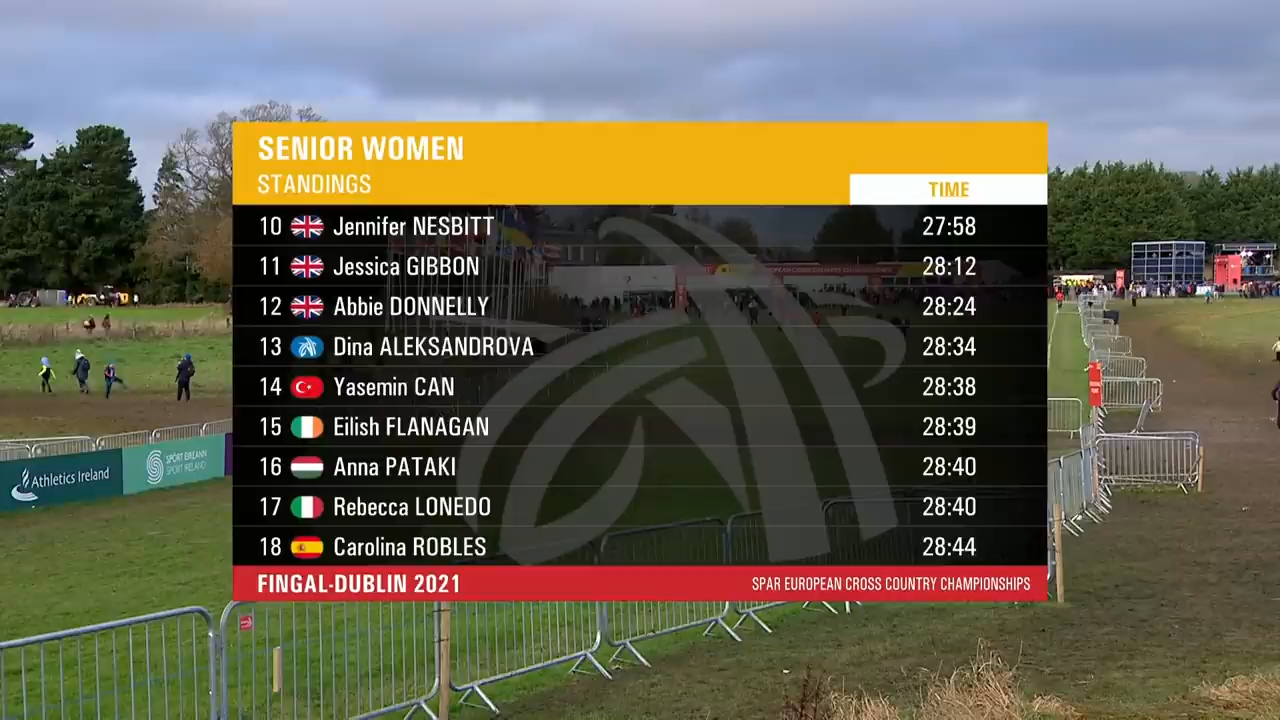 SENIOR WOMEN
STANDINGS
TIME
10 Jennifer NESBITT 27:58
11 Jessica GIBBON 28:12
12 Abbie DONNELLY 28:24
13 Dina ALEKSANDROVA 28:34
14 Yasemin CAN 28:38
15 Eilish FLANAGAN 28:39
16 Anna PATAKI 28:40
17 Rebecca LONEDO 28:40
18 Carolina ROBLES 28:44
FINGAL-DUBLIN 2021
SPAR EUROPEAN CROSS COUNTRY CHAMPIONSHIPS
Athletics Ireland
SPÓRT ÉIREANN
SPORT IRELAND